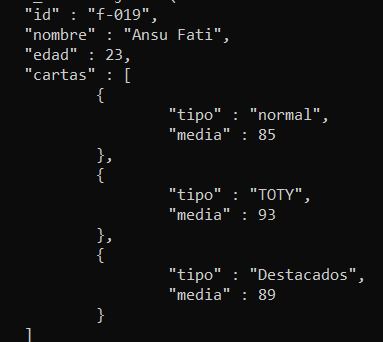 "id" : "f-019",
"nombre" : "Ansu Fati",
"edad" : 23,
"cartas" : [
{
"tipo" : "normal",
"media" : 85
},
{
"tipo" : "TOTY",
"media" : 93
},
{
"tipo" : "Destacados",
"media" : 89
}
]